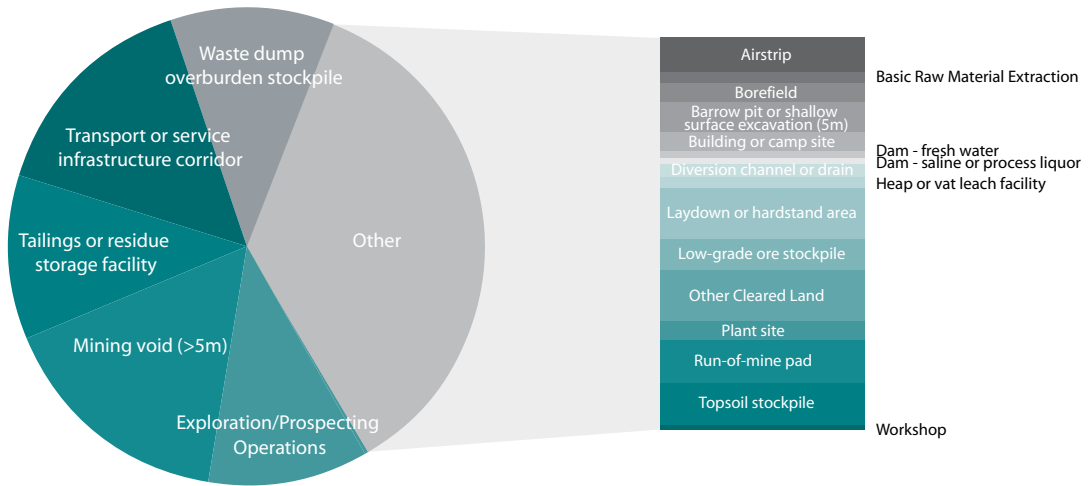 Waste dump
overburden stockpile
Transport or service
infrastructure corridor
Tailings or residue
storage facility
Mining void (>5m)
Exploration/Prospecting
Operations
Other
Airstrip
Basic Raw Material Extraction
Borefield
Barrow pit or shallow
surface excavation (5m)
Building or camp site
Dam - fresh water
Dam - saline or process liquor
Diversion channel or drain
Heap or vat leach facility
Laydown or hardstand area
Low-grade ore stockpile
Other Cleared Land
Plant site
Run-of-mine pad
Topsoil stockpile
Workshop